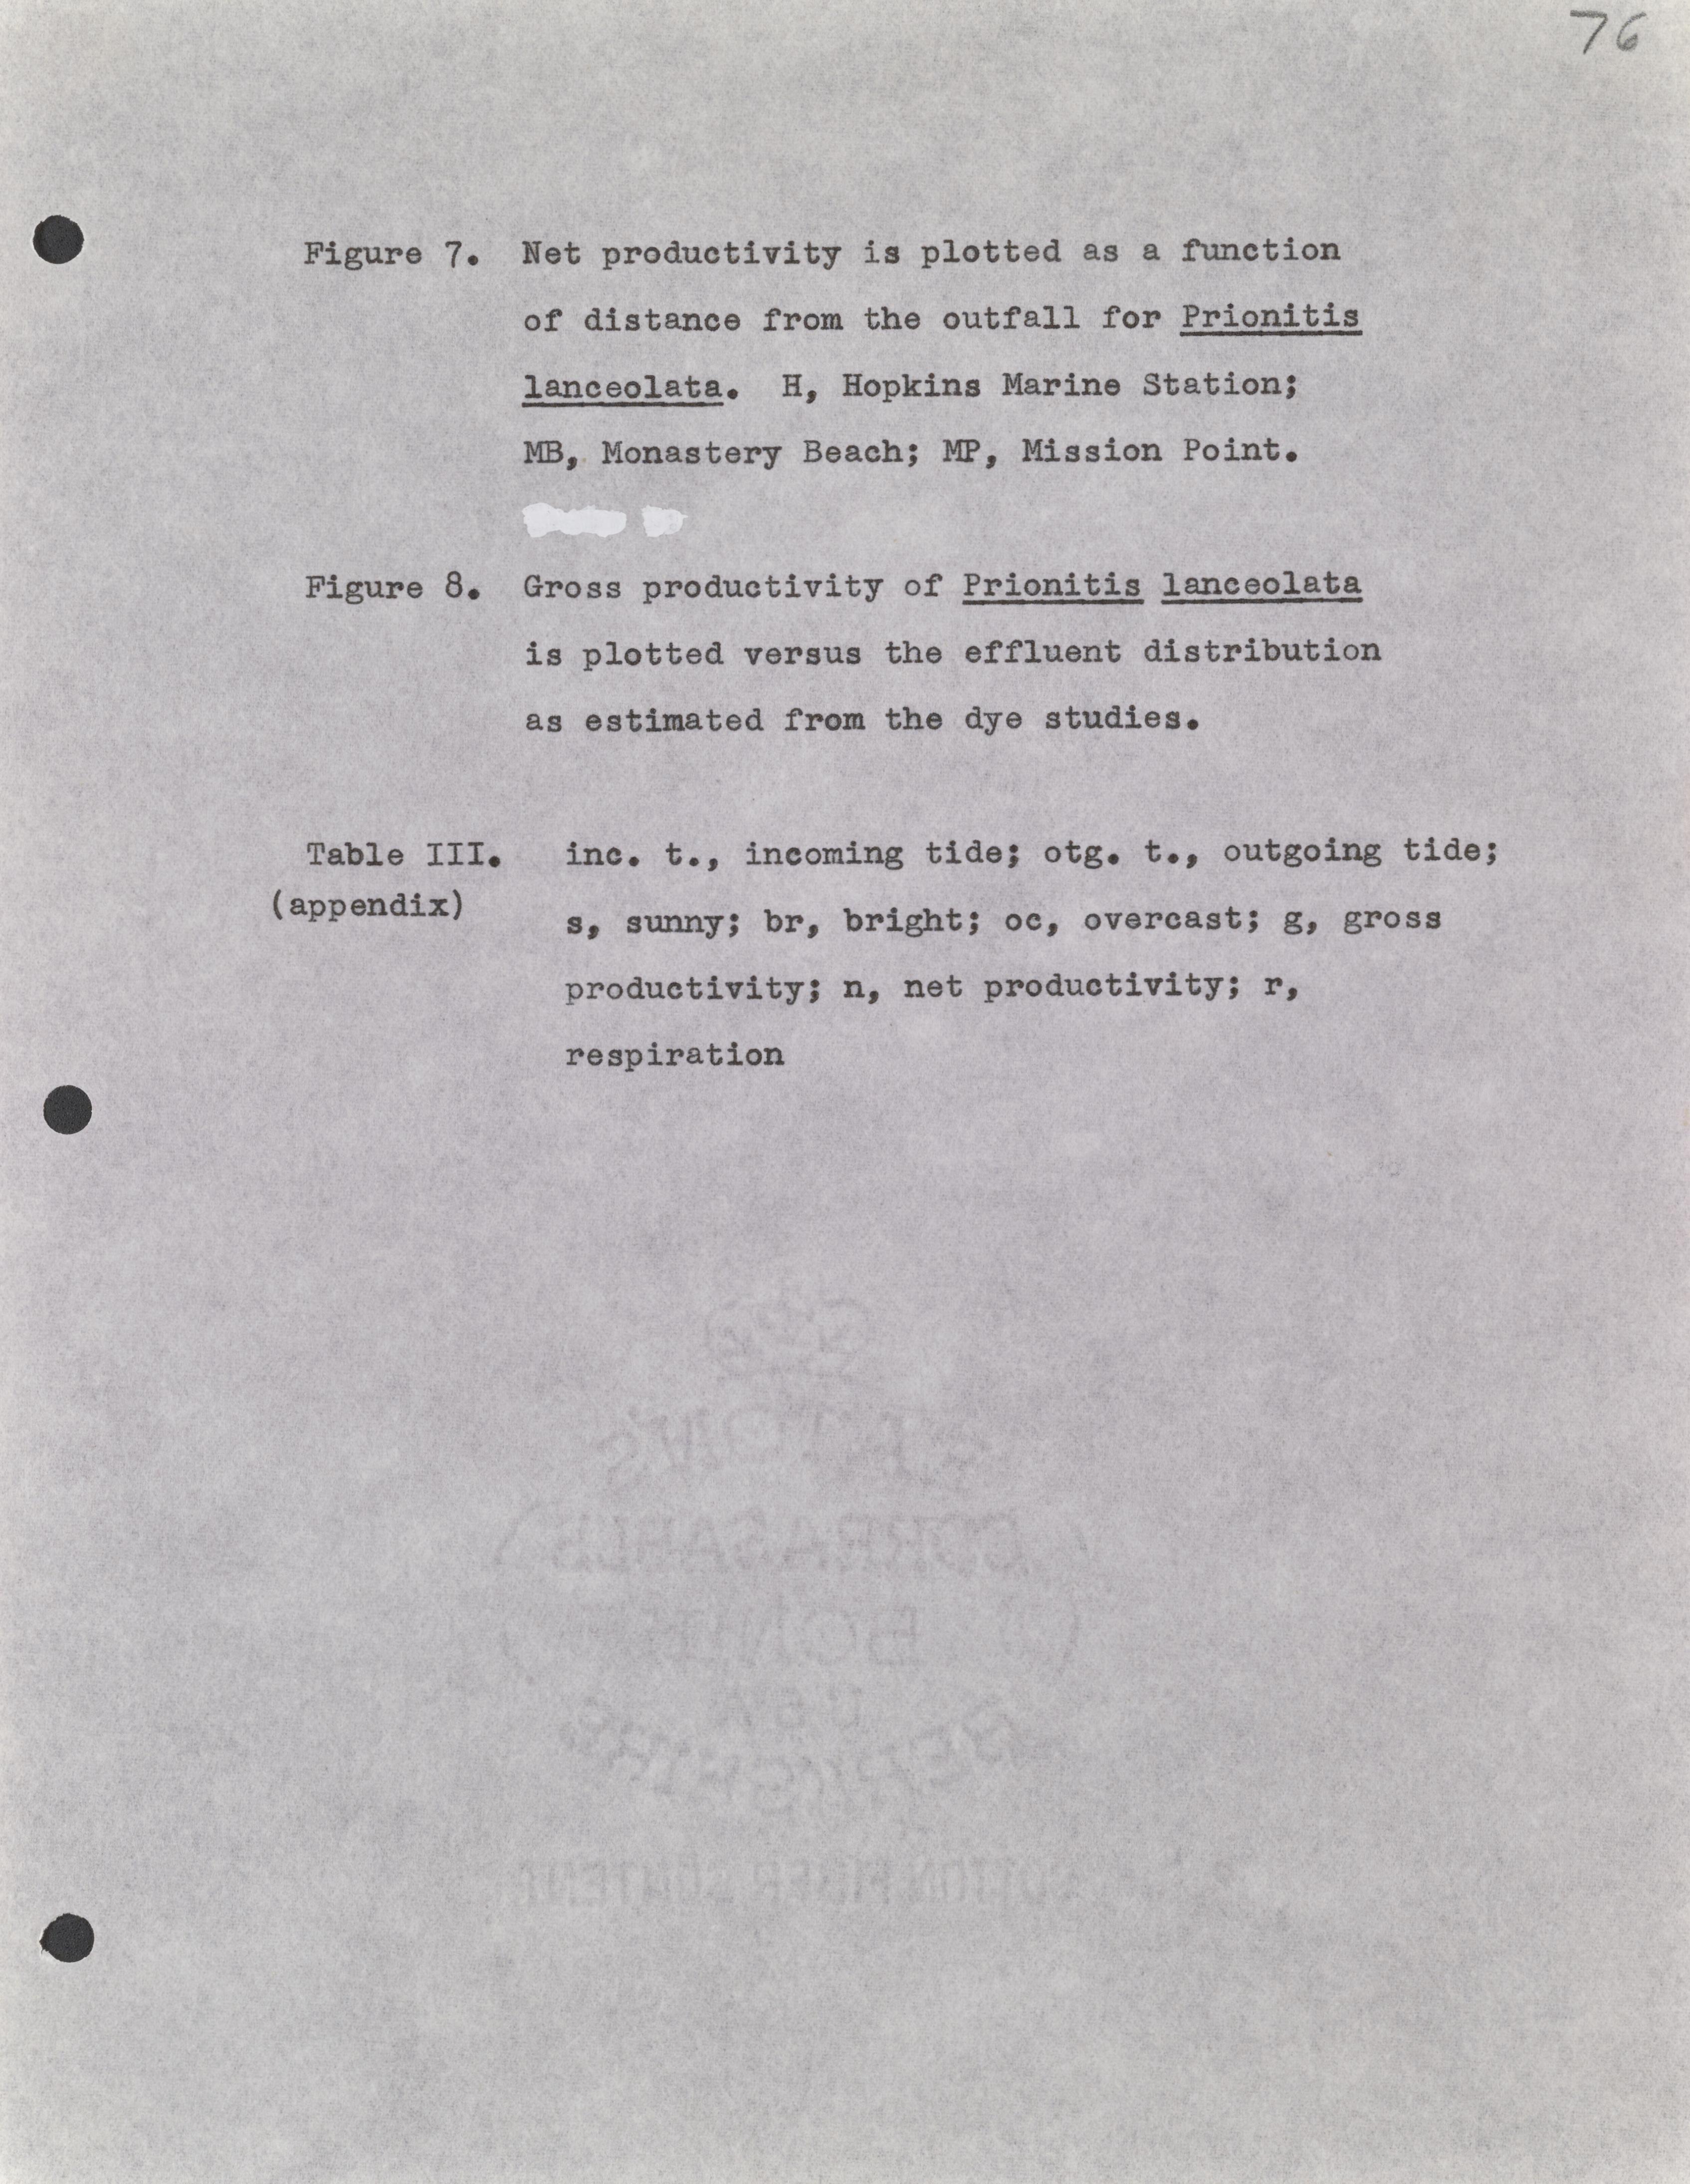 76
Figure 7. Net productivity is plotted as a function
of distance from the outfall for Prionitis
lanceolata. H, Hopkins Marine Station;
MB, Monastery Beach; MP, Mission Point.
Figure 8. Gross productivity of Prionitis lanceolata
is plotted versus the effluent distribution
as estimated from the dye studies.
Table III. inc. t., incoming tide; otg. t., outgoing tide;
(appendix)
s, sunny; br, bright; oc, overcast; g, gross
productivity; n, net productivity; r,
respiration
EATON'S
CORRASABLE
BOND
USA
BERKSHIRE
COTTON FIBER CONTENT